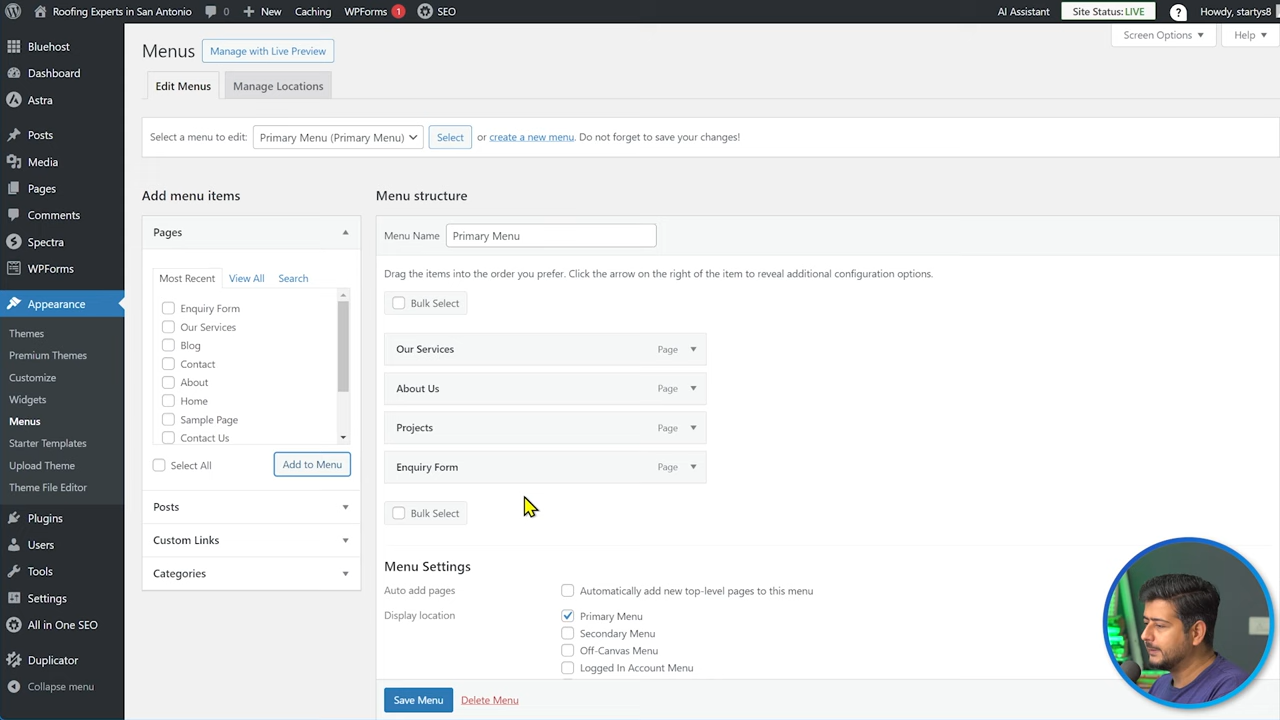 Roofing Experts in San Antonio 0 New Caching WPForms 1 SEO AI Assistant Site Status: LIVE ? Howdy, startys8
Bluehost
Dashboard
Astra
Posts
Media
Pages
Comments
Spectra
WPForms
Appearance
Themes
Premium Themes
Customize
Widgets
Menus
Starter Templates
Upload Theme
Theme File Editor
Plugins
Users
Tools
Settings
All in One SEO
Duplicator
Collapse menu
Screen Options Help
Menus Manage with Live Preview
Edit Menus Manage Locations
Select a menu to edit: Primary Menu (Primary Menu) Select or create a new menu. Do not forget to save your changes!
Add menu items
Pages
Most Recent View All Search
Enquiry Form
Our Services
Blog
Contact
About
Home
Sample Page
Contact Us
Select All Add to Menu
Posts
Custom Links
Categories
Menu structure
Menu Name Primary Menu
Drag the items into the order you prefer. Click the arrow on the right of the item to reveal additional configuration options.
Bulk Select
Our Services Page
About Us Page
Projects Page
Enquiry Form Page
Bulk Select
Menu Settings
Auto add pages Automatically add new top-level pages to this menu
Display location Primary Menu
Secondary Menu
Off-Canvas Menu
Logged In Account Menu
Save Menu Delete Menu